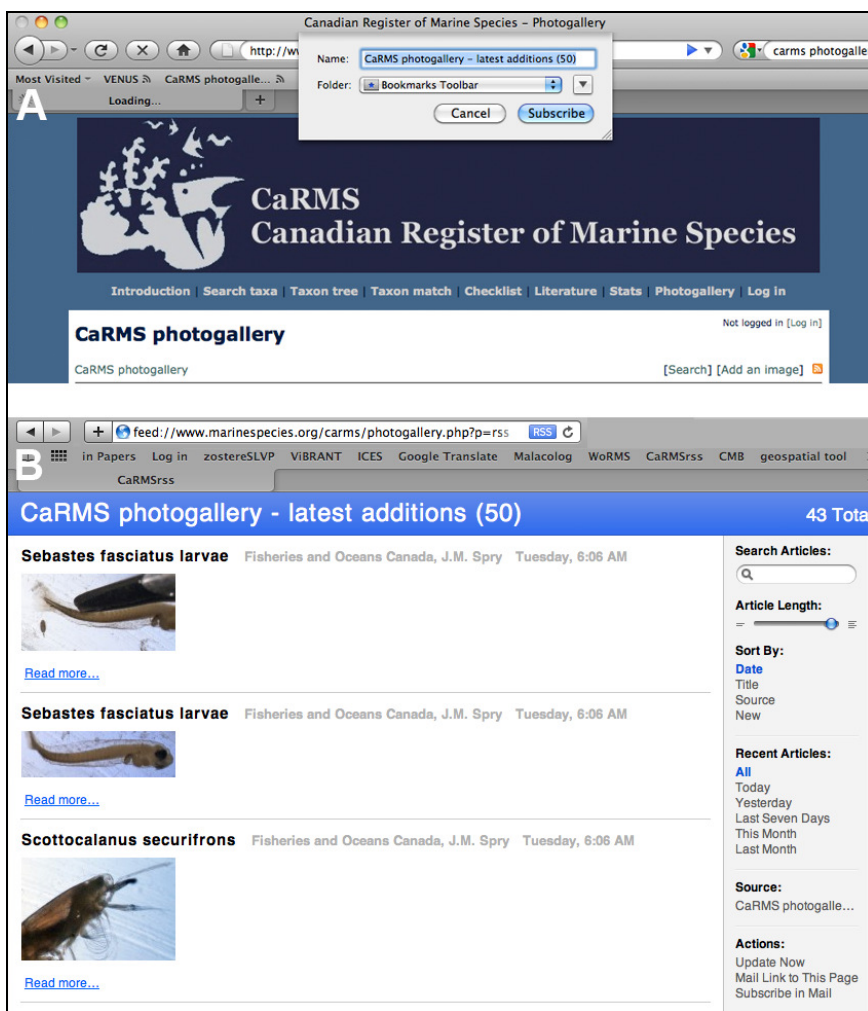 Canadian Register of Marine Species – Photogallery
http://w
carms photogalle
Name: CaRMS photogallery – latest additions (50)
Folder: Bookmarks Toolbar
Cancel Subscribe
Most Visited VENUS CaRMS photogalle...
A
Loading... +
CaRMS
Canadian Register of Marine Species
Introduction | Search taxa | Taxon tree | Taxon match | Checklist | Literature | Stats | Photogallery | Log in
Not logged in [Log in]
CaRMS photogallery
CaRMS photogallery [Search] [Add an image]
+ feed://www.marinespecies.org/carms/photogallery.php?p=rss RSS
B
in Papers Log in zostereSLVP ViBRANT ICES Google Translate Malacolog WoRMS CaRMSrss CMB geospatial tool
CaRMSrss
CaRMS photogallery - latest additions (50) 43 Tota
Sebastes fasciatus larvae Fisheries and Oceans Canada, J.M. Spry Tuesday, 6:06 AM
Read more...
Sebastes fasciatus larvae Fisheries and Oceans Canada, J.M. Spry Tuesday, 6:06 AM
Read more...
Scottocalanus securifrons Fisheries and Oceans Canada, J.M. Spry Tuesday, 6:06 AM
Read more...
Search Articles:
Article Length:
Sort By:
Date
Title
Source
New
Recent Articles:
All
Today
Yesterday
Last Seven Days
This Month
Last Month
Source:
CaRMS photogalle...
Actions:
Update Now
Mail Link to This Page
Subscribe in Mail